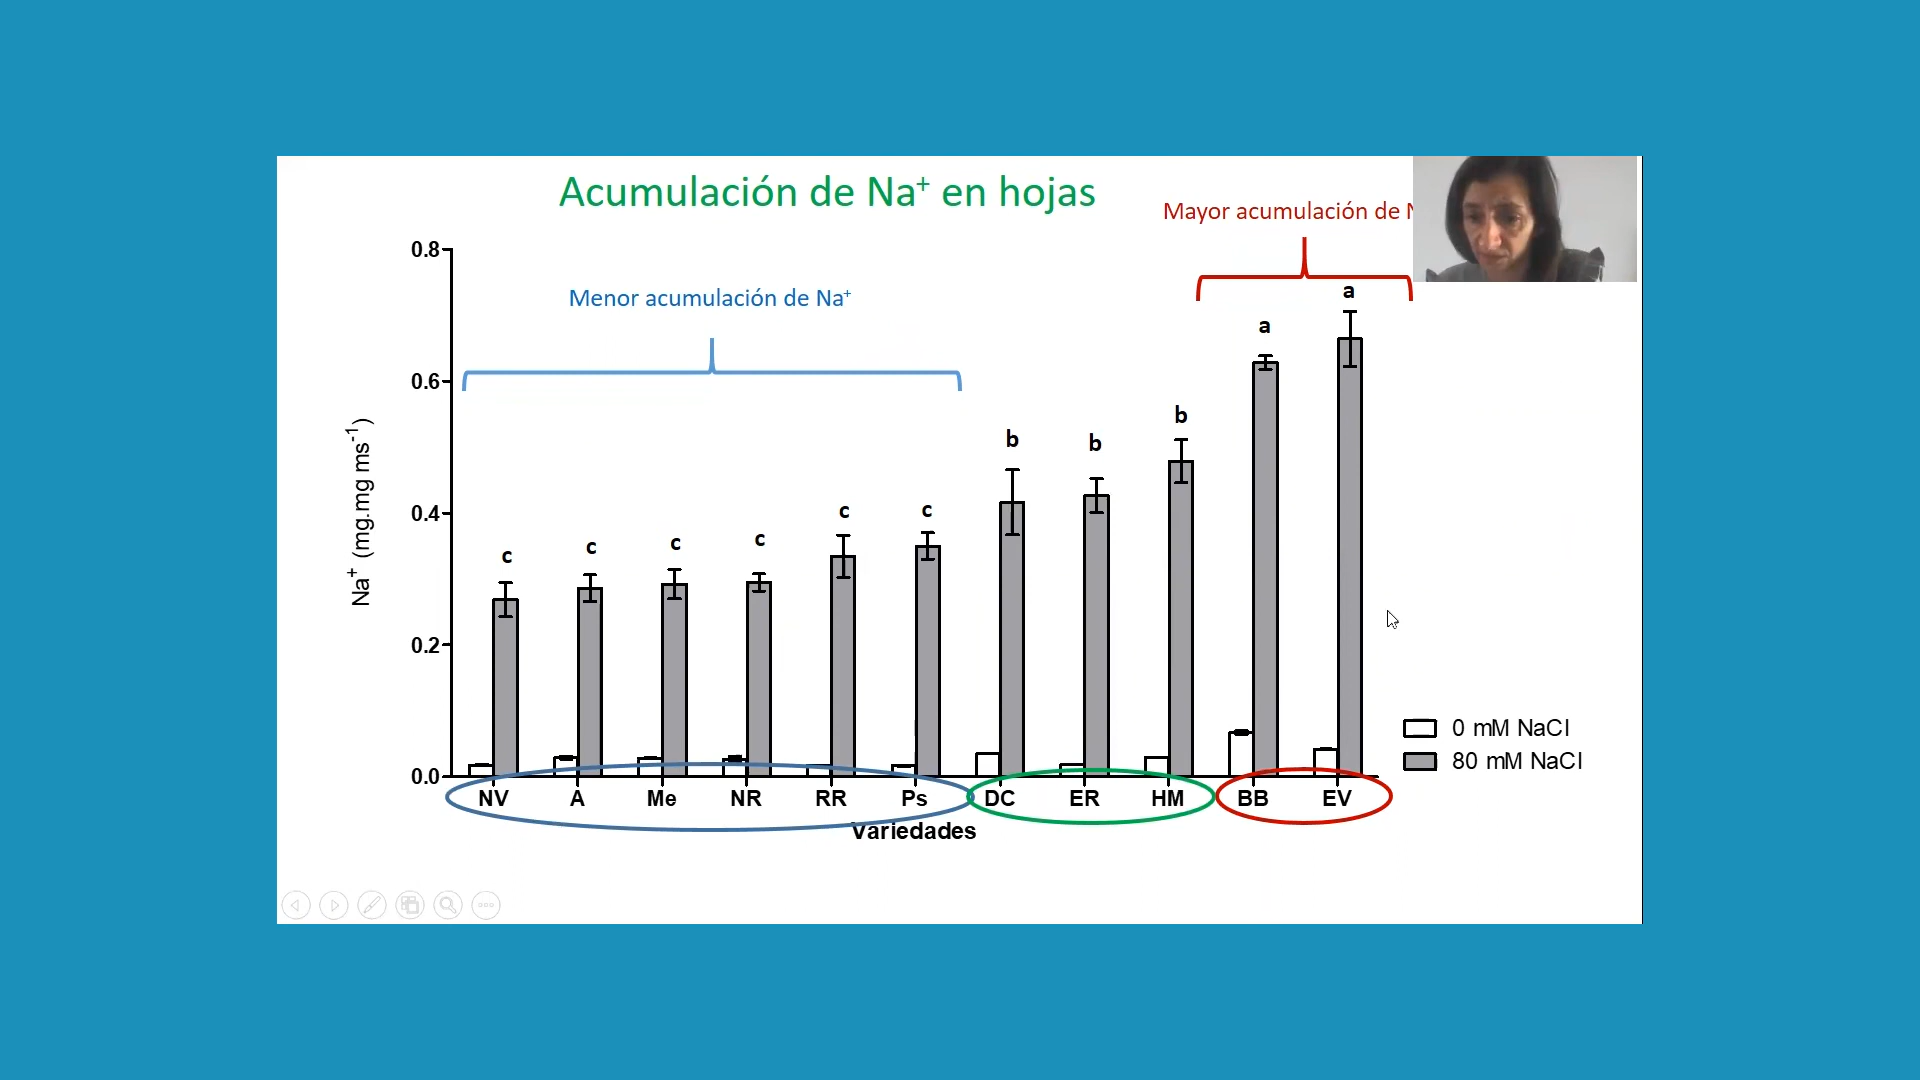 Acumulación de Na⁺ en hojas
Mayor acumulación de
Menor acumulación de Na⁺
0.8
0.6
0.4
0.2
0.0
Na⁺ (mg.mg ms⁻¹)
c c c c c c b b b a a
NV A Me NR RR Ps DC ER HM BB EV
Variedades
0 mM NaCl
80 mM NaCl